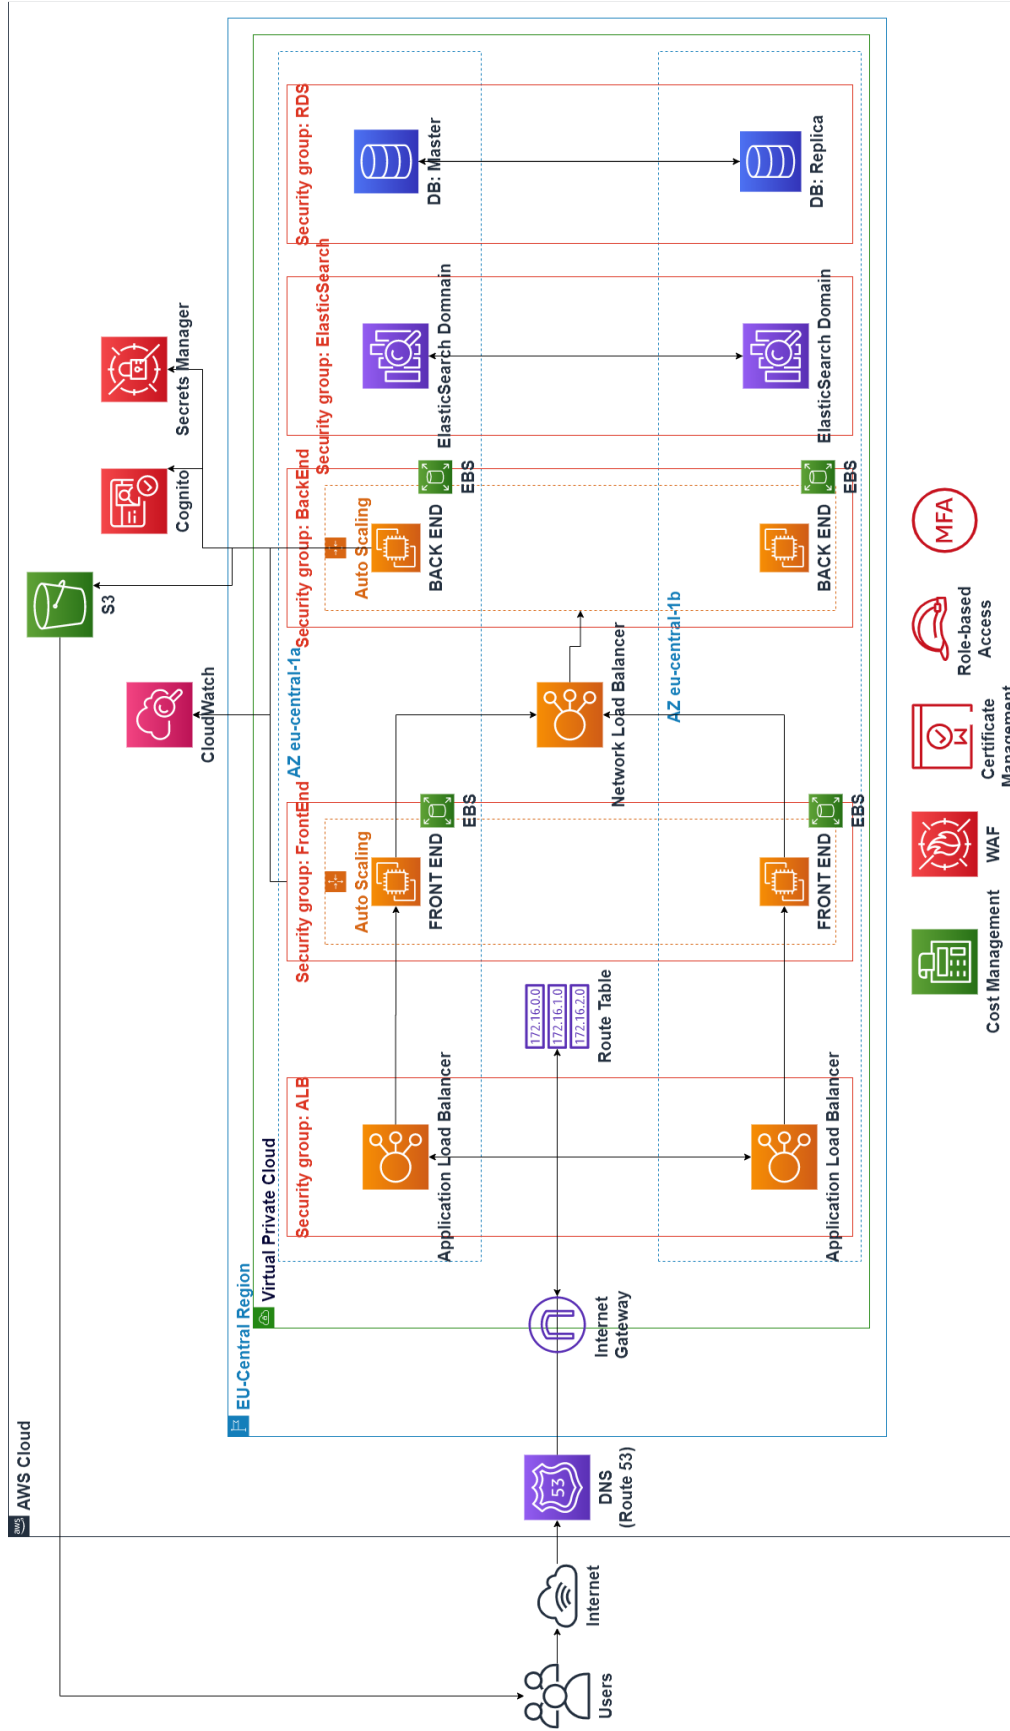 aws
AWS Cloud
Users
Internet
DNS
(Route 53)
EU-Central Region
Virtual Private Cloud
Internet
Gateway
Security group: ALB
Application Load Balancer
Application Load Balancer
172.16.0.0
172.16.1.0
172.16.2.0
Route Table
Security group: FrontEnd
Auto Scaling
FRONT END
EBS
FRONT END
EBS
AZ eu-central-1a
AZ eu-central-1b
Network Load Balancer
Security group: BackEnd
Auto Scaling
BACK END
EBS
BACK END
EBS
Security group: ElasticSearch
ElasticSearch Domnain
ElasticSearch Domain
Security group: RDS
DB: Master
DB: Replica
CloudWatch
S3
Cognito
Secrets Manager
Cost Management
WAF
Certificate
Management
Role-based
Access
MFA
53